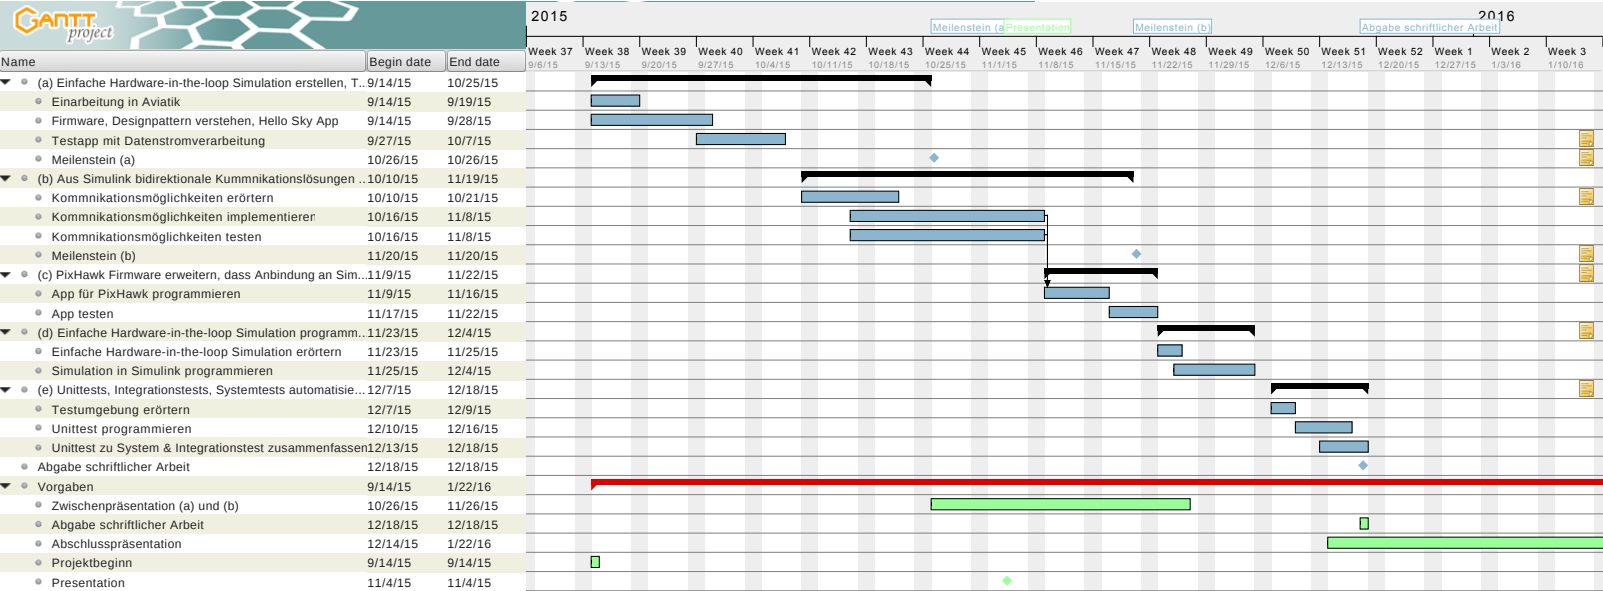 GANTT
project
2015
2016
Meilenstein (a
Presentation
Meilenstein (b)
Abgabe schriftlicher Arbeit
Week 37 Week 38 Week 39 Week 40 Week 41 Week 42 Week 43 Week 44 Week 45 Week 46 Week 47 Week 48 Week 49 Week 50 Week 51 Week 52 Week 1 Week 2 Week 3
Name Begin date End date
9/6/15 9/13/15 9/20/15 9/27/15 10/4/15 10/11/15 10/18/15 10/25/15 11/1/15 11/8/15 11/15/15 11/22/15 11/29/15 12/6/15 12/13/15 12/20/15 12/27/15 1/3/16 1/10/16
(a) Einfache Hardware-in-the-loop Simulation erstellen, T... 9/14/15 10/25/15
Einarbeitung in Aviatik 9/14/15 9/19/15
Firmware, Designpattern verstehen, Hello Sky App 9/14/15 9/28/15
Testapp mit Datenstromverarbeitung 9/27/15 10/7/15
Meilenstein (a) 10/26/15 10/26/15
(b) Aus Simulink bidirektionale Kummnikationslösungen ... 10/10/15 11/19/15
Kommnikationsmöglichkeiten erörtern 10/10/15 10/21/15
Kommnikationsmöglichkeiten implementieren 10/16/15 11/8/15
Kommnikationsmöglichkeiten testen 10/16/15 11/8/15
Meilenstein (b) 11/20/15 11/20/15
(c) PixHawk Firmware erweitern, dass Anbindung an Sim... 11/9/15 11/22/15
App für PixHawk programmieren 11/9/15 11/16/15
App testen 11/17/15 11/22/15
(d) Einfache Hardware-in-the-loop Simulation programm... 11/23/15 12/4/15
Einfache Hardware-in-the-loop Simulation erörtern 11/23/15 11/25/15
Simulation in Simulink programmieren 11/25/15 12/4/15
(e) Unittests, Integrationstests, Systemtests automatisie... 12/7/15 12/18/15
Testumgebung erörtern 12/7/15 12/9/15
Unittest programmieren 12/10/15 12/16/15
Unittest zu System & Integrationstest zusammenfassen 12/13/15 12/18/15
Abgabe schriftlicher Arbeit 12/18/15 12/18/15
Vorgaben 9/14/15 1/22/16
Zwischenpräsentation (a) und (b) 10/26/15 11/26/15
Abgabe schriftlicher Arbeit 12/18/15 12/18/15
Abschlusspräsentation 12/14/15 1/22/16
Projektbeginn 9/14/15 9/14/15
Presentation 11/4/15 11/4/15